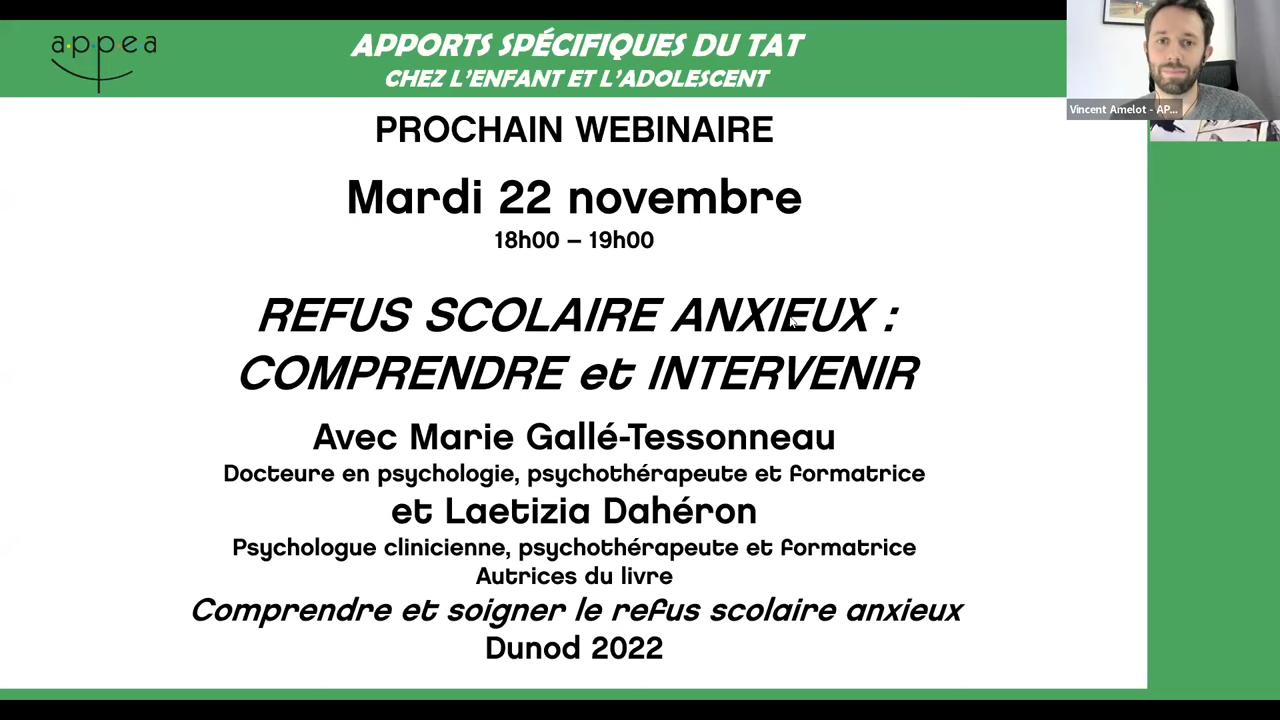 appea
APPORTS SPÉCIFIQUES DU TAT
CHEZ L'ENFANT ET L'ADOLESCENT
Vincent Amelot - AP...
PROCHAIN WEBINAIRE
Mardi 22 novembre
18h00 – 19h00
REFUS SCOLAIRE ANXIEUX :
COMPRENDRE et INTERVENIR
Avec Marie Gallé-Tessonneau
Docteure en psychologie, psychothérapeute et formatrice
et Laetizia Dahéron
Psychologue clinicienne, psychothérapeute et formatrice
Autrices du livre
Comprendre et soigner le refus scolaire anxieux
Dunod 2022